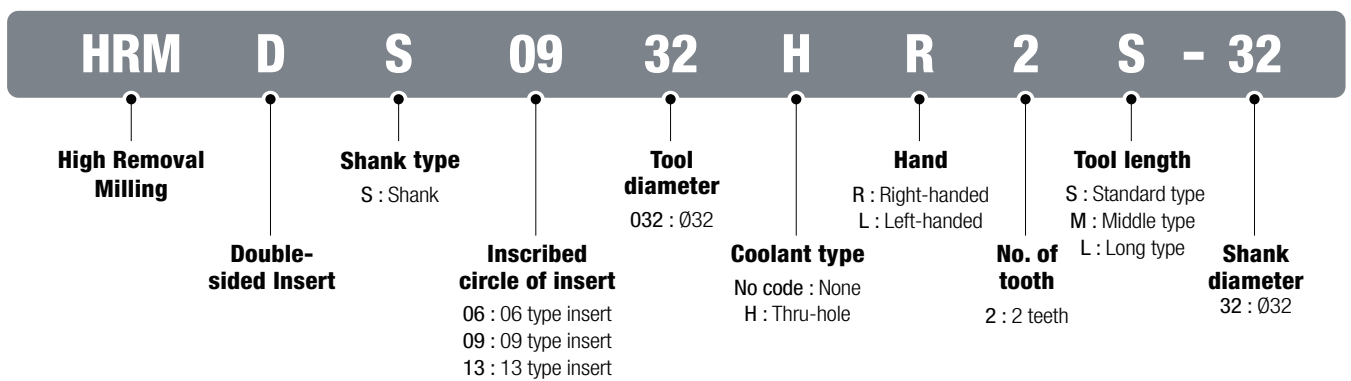 HRM D S 09 32 H R 2 S - 32
High Removal
Milling
Double-
sided Insert
Shank type
S : Shank
Inscribed
circle of insert
06 : 06 type insert
09 : 09 type insert
13 : 13 type insert
Tool
diameter
032 : Ø32
Coolant type
No code : None
H : Thru-hole
Hand
R : Right-handed
L : Left-handed
No. of
tooth
2 : 2 teeth
Tool length
S : Standard type
M : Middle type
L : Long type
Shank
diameter
32 : Ø32